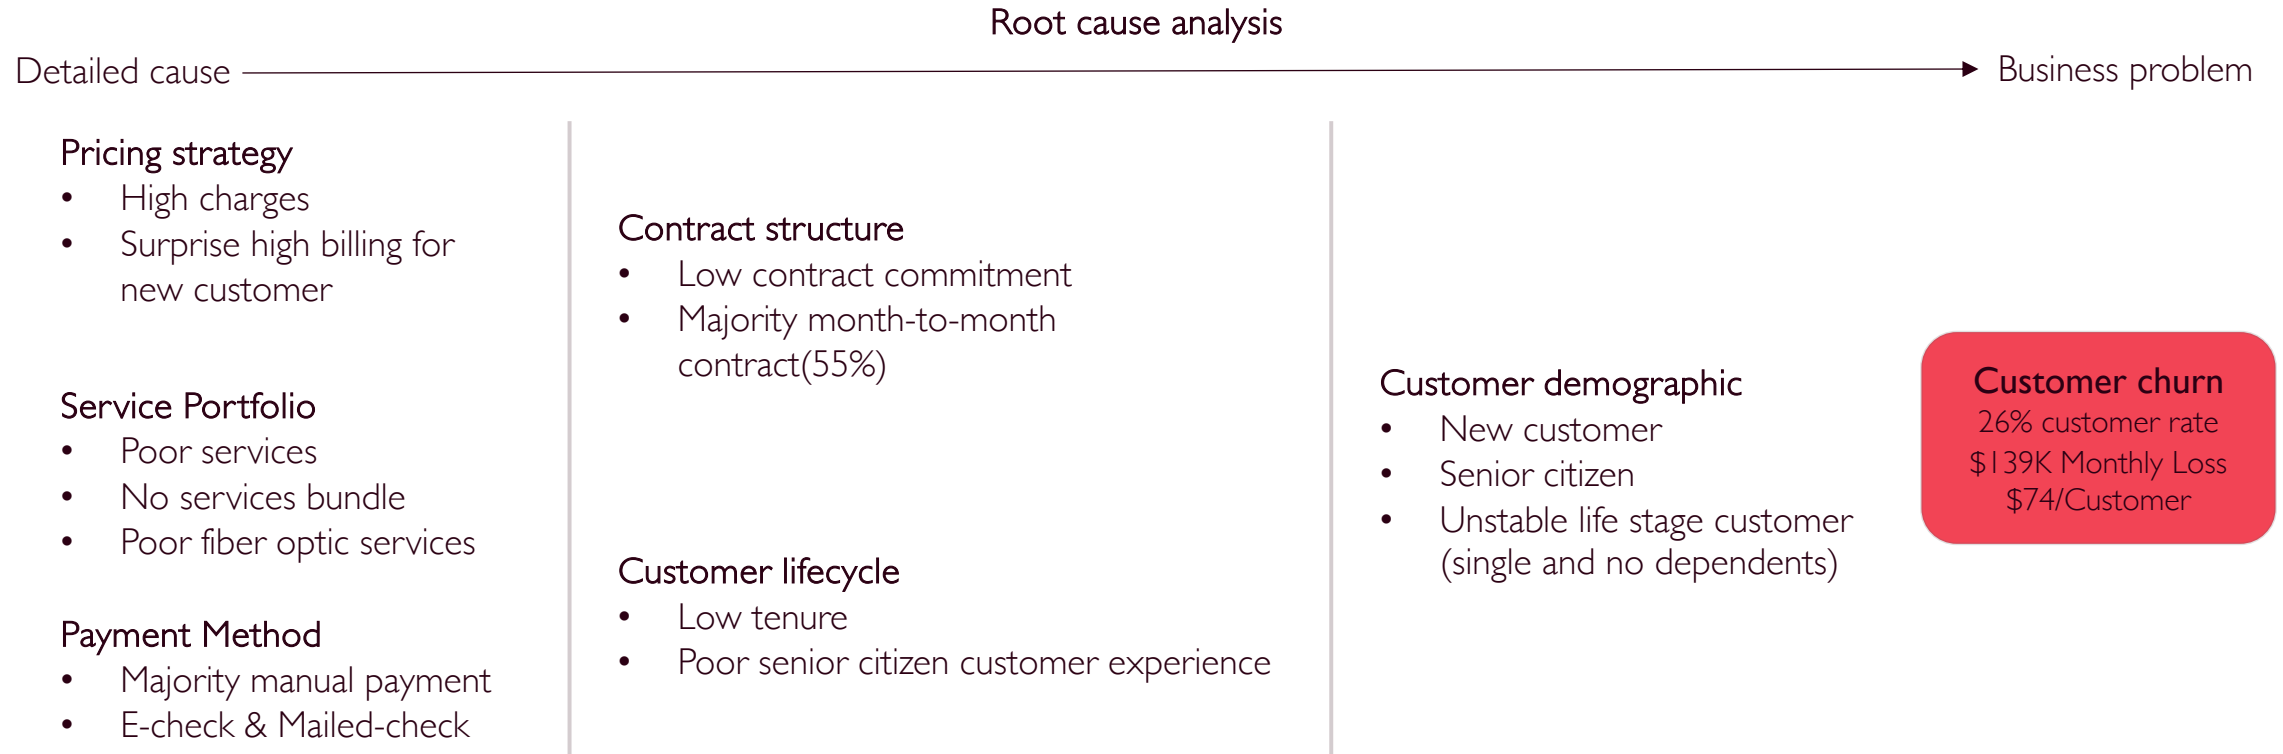 Root cause analysis
Detailed cause
Business problem
Pricing strategy
• High charges
• Surprise high billing for
new customer
Service Portfolio
• Poor services
• No services bundle
• Poor fiber optic services
Payment Method
• Majority manual payment
• E-check & Mailed-check
Contract structure
• Low contract commitment
• Majority month-to-month
contract(55%)
Customer lifecycle
• Low tenure
• Poor senior citizen customer experience
Customer demographic
• New customer
• Senior citizen
• Unstable life stage customer
(single and no dependents)
Customer churn
26% customer rate
$139K Monthly Loss
$74/Customer